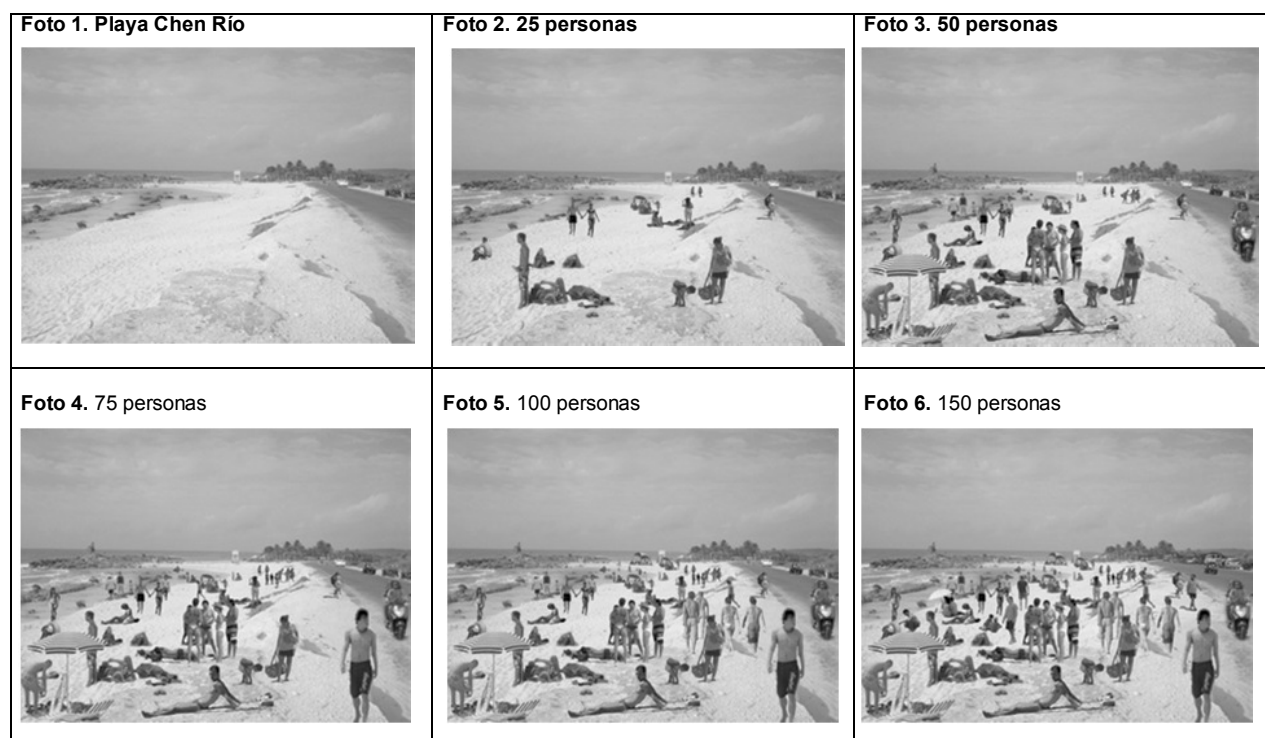 Foto 1. Playa Chen Río
Foto 2. 25 personas
Foto 3. 50 personas
Foto 4. 75 personas
Foto 5. 100 personas
Foto 6. 150 personas